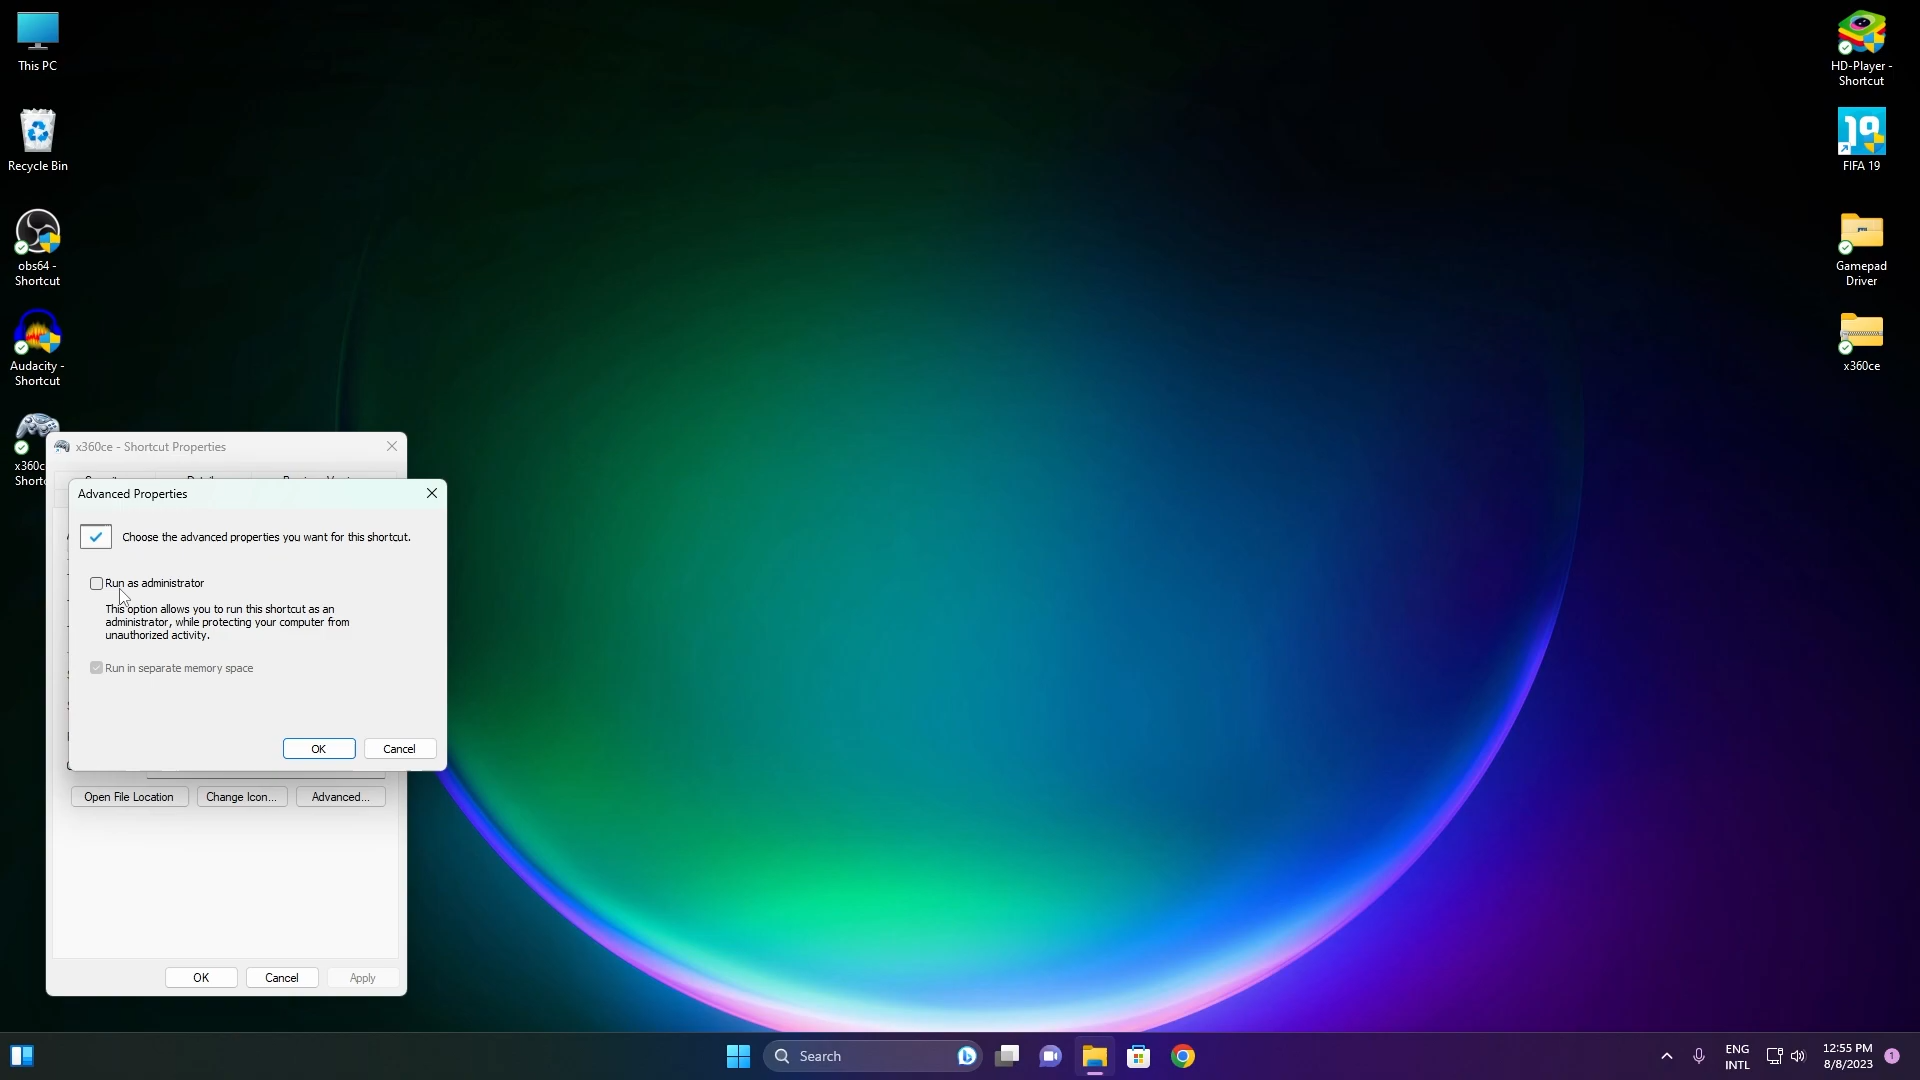 This PC
Recycle Bin
obs64 -
Shortcut
Audacity -
Shortcut
HD-Player -
Shortcut
19
FIFA 19
Gamepad
Driver
x360ce
x360ce - Shortcut Properties
Advanced Properties
Choose the advanced properties you want for this shortcut.
Run as administrator
This option allows you to run this shortcut as an
administrator, while protecting your computer from
unauthorized activity.
Run in separate memory space
OK
Cancel
Open File Location
Change Icon...
Advanced...
OK
Cancel
Apply
Search
ENG
INTL
12:55 PM
8/8/2023
1